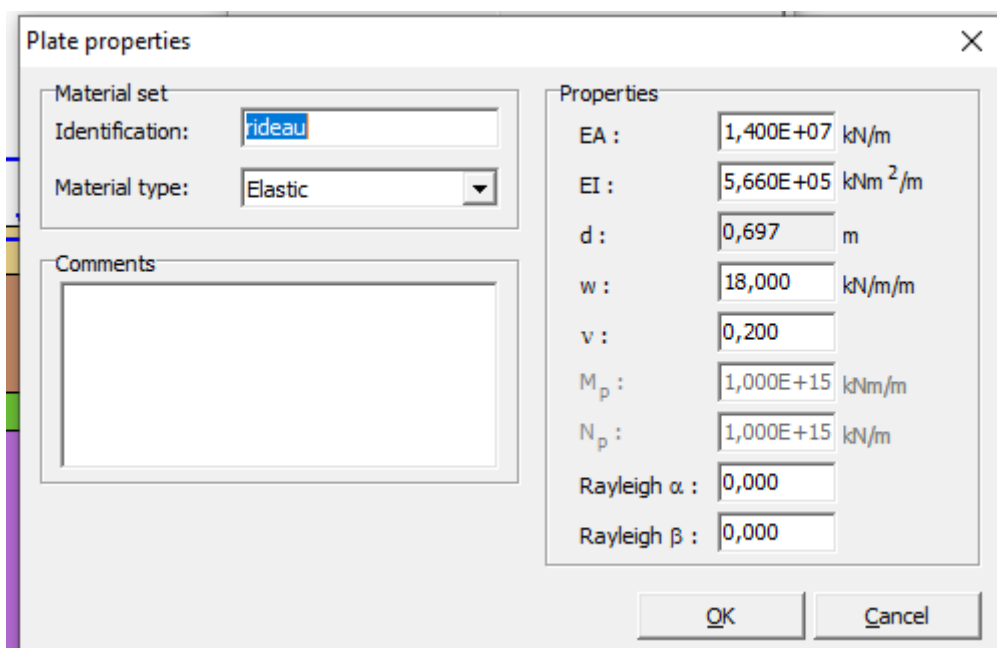 Plate properties
Material set
Identification: rideau
Material type: Elastic
Comments
Properties
EA : 1,400E+07 kN/m
EI : 5,660E+05 kNm 2/m
d : 0,697 m
w : 18,000 kN/m/m
ν : 0,200
Mp : 1,000E+15 kNm/m
Np : 1,000E+15 kN/m
Rayleigh α : 0,000
Rayleigh β : 0,000
OK
Cancel